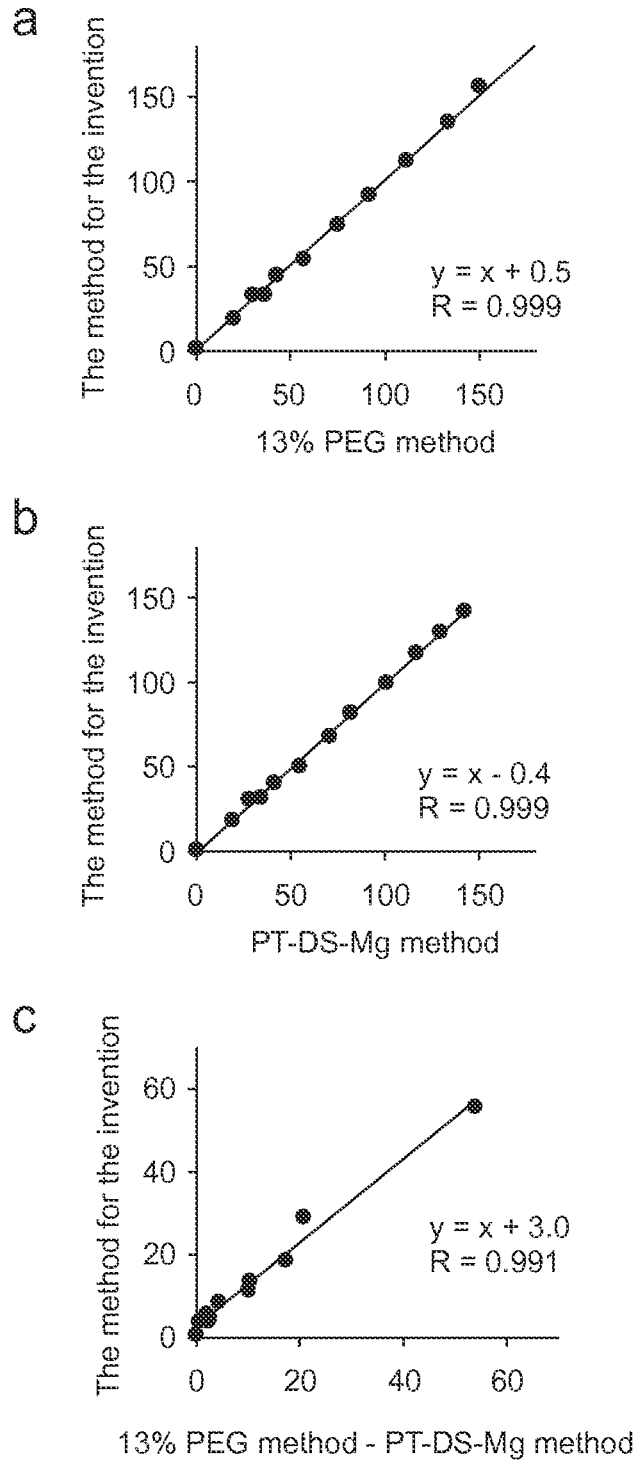 a
The method for the invention
150
100
50
0
y = x + 0.5
R = 0.999
0 50 100 150
13% PEG method
b
The method for the invention
150
100
50
0
y = x - 0.4
R = 0.999
0 50 100 150
PT-DS-Mg method
c
The method for the invention
60
40
20
0
y = x + 3.0
R = 0.991
0 20 40 60
13% PEG method - PT-DS-Mg method